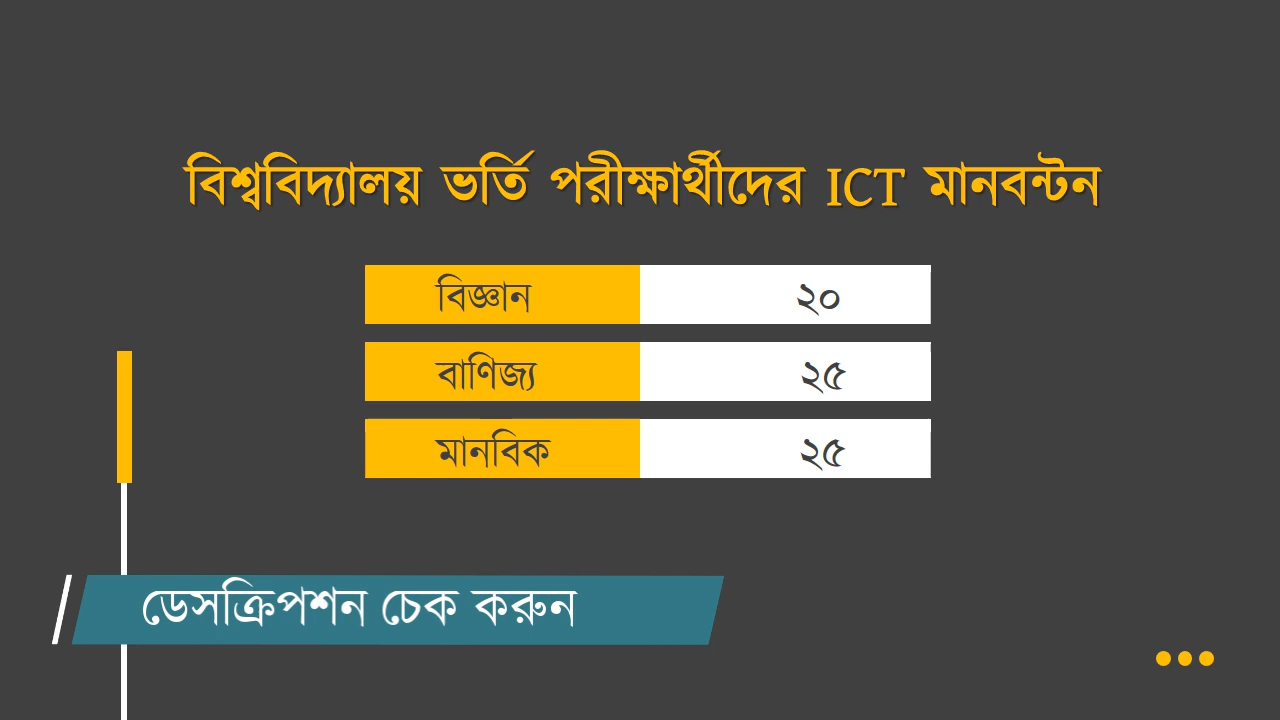 বিশ্ববিদ্যালয় ভর্তি পরীক্ষার্থীদের ICT মানবন্টন
বিজ্ঞান ২০
বাণিজ্য ২৫
মানবিক ২৫
ডেসক্রিপশন চেক করুন